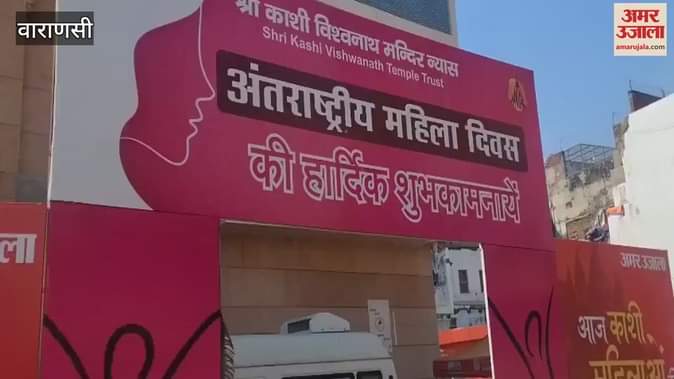 वाराणसी
अमर उजाला
amarujala.com
श्री काशी विश्वनाथ मन्दिर न्यास
Shri Kashl Vishwanath Temple Trust
अंतराष्ट्रीय महिला दिवस
की हार्दिक शुभकामनायें
अमर उजाला
आज काशी